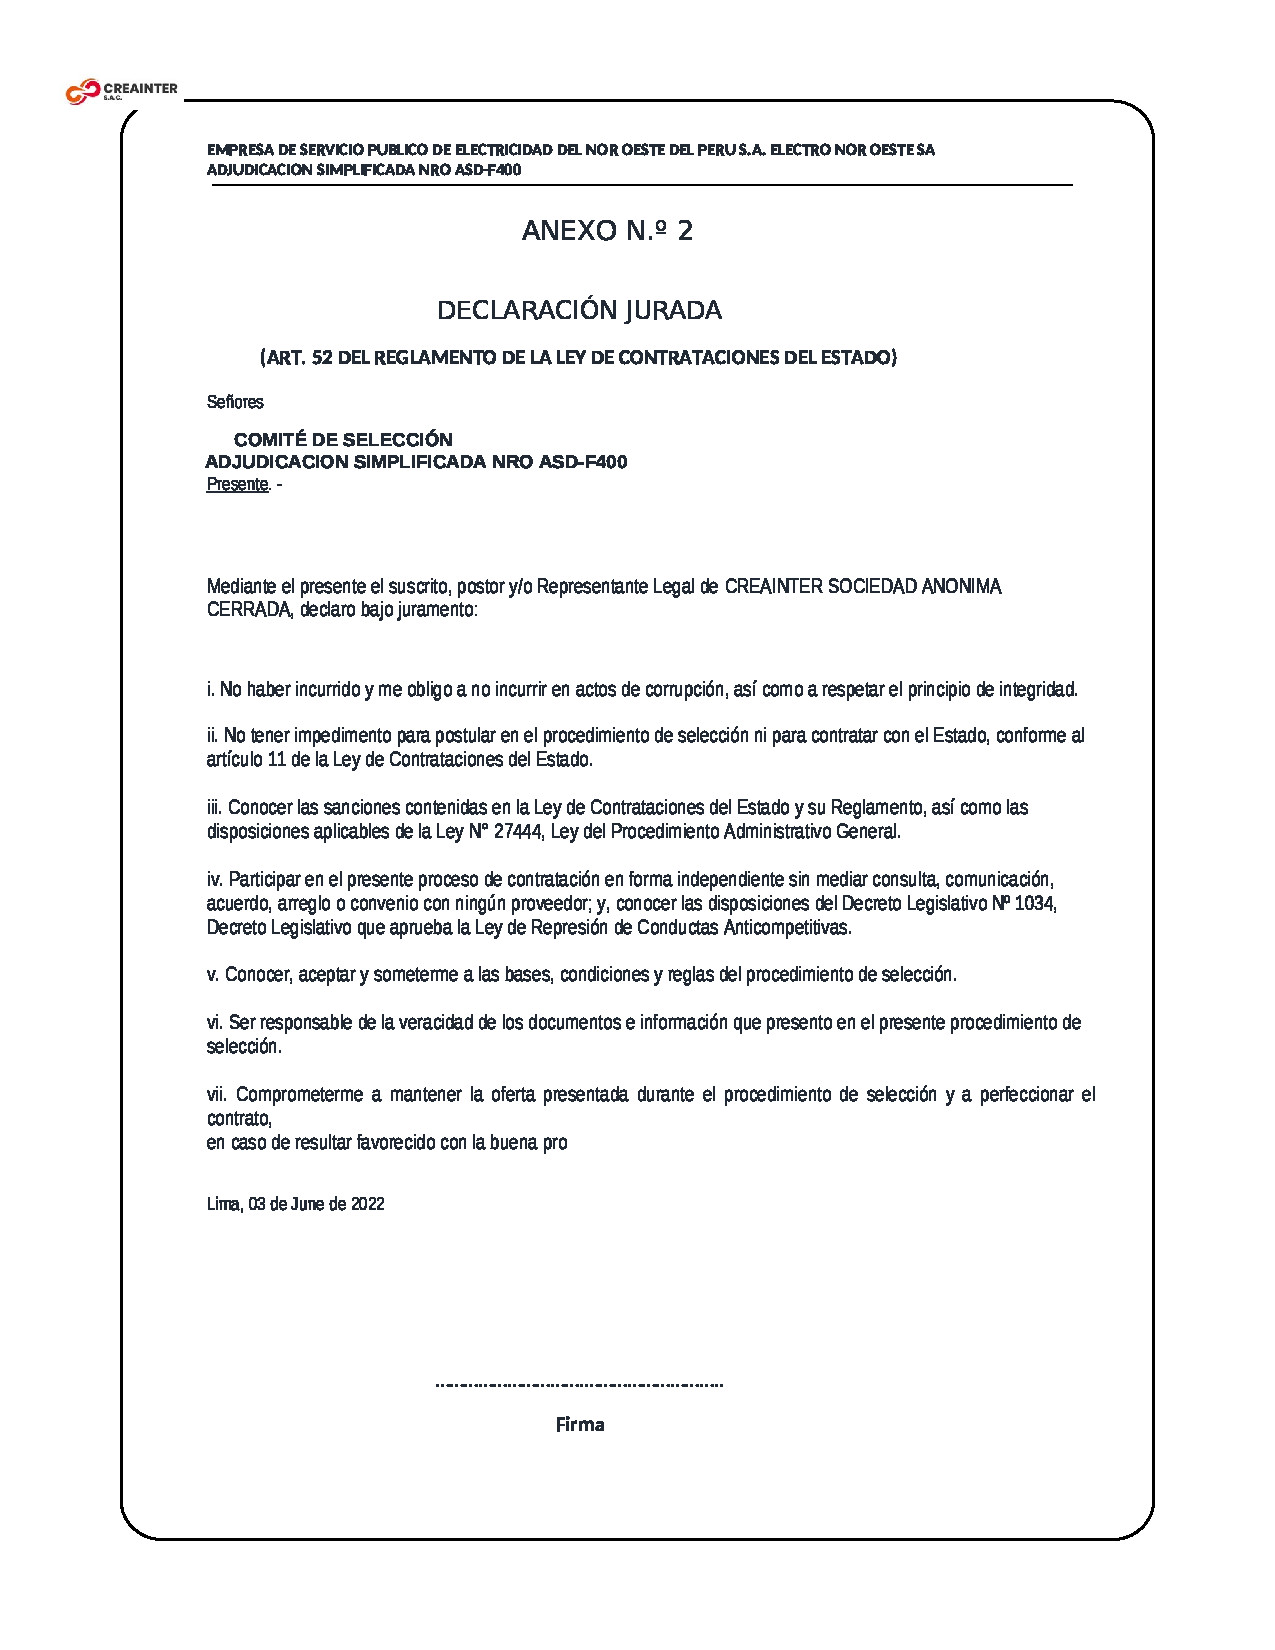 CREAINTER
S.A.C.
EMPRESA DE SERVICIO PUBLICO DE ELECTRICIDAD DEL NOR OESTE DEL PERU S.A. ELECTRO NOR OESTE SA
ADJUDICACION SIMPLIFICADA NRO ASD-F400
ANEXO N.º 2
DECLARACIÓN JURADA
(ART. 52 DEL REGLAMENTO DE LA LEY DE CONTRATACIONES DEL ESTADO)
Señores
COMITÉ DE SELECCIÓN
ADJUDICACION SIMPLIFICADA NRO ASD-F400
Presente. -
Mediante el presente el suscrito, postor y/o Representante Legal de CREAINTER SOCIEDAD ANONIMA
CERRADA, declaro bajo juramento:
i. No haber incurrido y me obligo a no incurrir en actos de corrupción, así como a respetar el principio de integridad.
ii. No tener impedimento para postular en el procedimiento de selección ni para contratar con el Estado, conforme al
artículo 11 de la Ley de Contrataciones del Estado.
iii. Conocer las sanciones contenidas en la Ley de Contrataciones del Estado y su Reglamento, así como las
disposiciones aplicables de la Ley N° 27444, Ley del Procedimiento Administrativo General.
iv. Participar en el presente proceso de contratación en forma independiente sin mediar consulta, comunicación,
acuerdo, arreglo o convenio con ningún proveedor; y, conocer las disposiciones del Decreto Legislativo Nº 1034,
Decreto Legislativo que aprueba la Ley de Represión de Conductas Anticompetitivas.
v. Conocer, aceptar y someterme a las bases, condiciones y reglas del procedimiento de selección.
vi. Ser responsable de la veracidad de los documentos e información que presento en el presente procedimiento de
selección.
vii. Comprometerme a mantener la oferta presentada durante el procedimiento de selección y a perfeccionar el
contrato,
en caso de resultar favorecido con la buena pro
Lima, 03 de June de 2022
............................................................
Firma